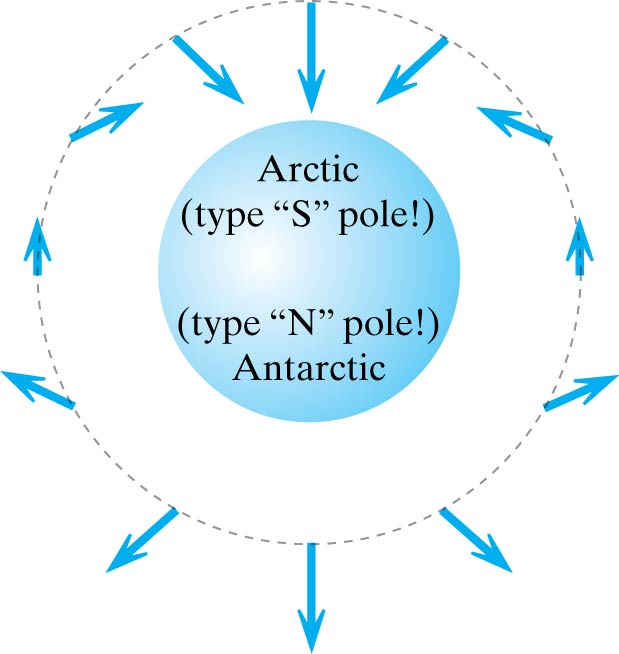 Arctic
(type “S” pole!)
(type “N” pole!)
Antarctic